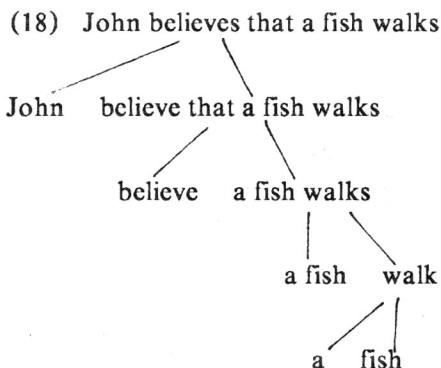 (18) John believes that a fish walks
John believe that a fish walks
believe a fish walks
a fish walk
a fish